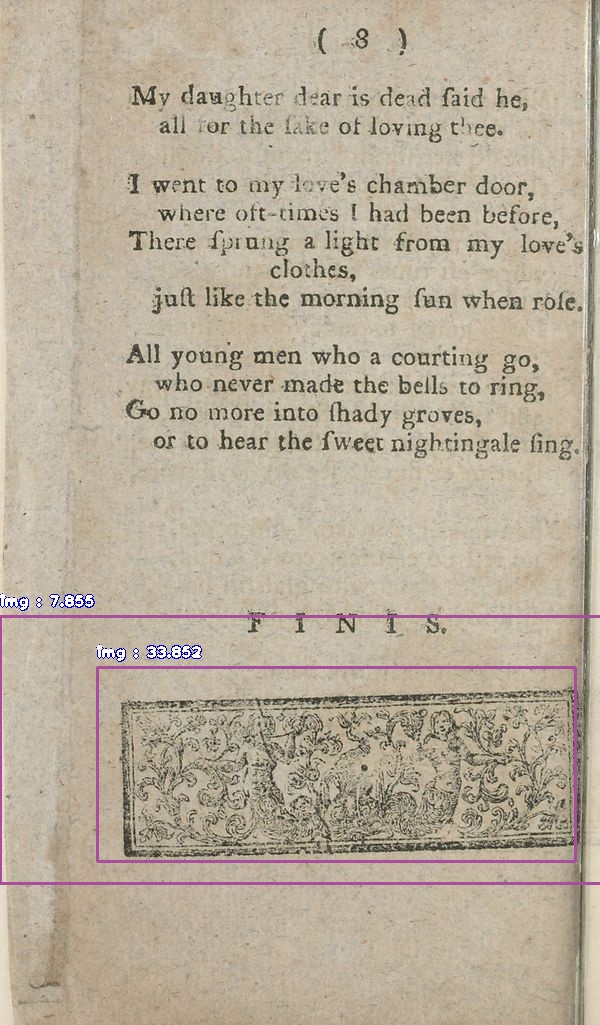 ( 8 )
My daughter dear is dead ſaid he,
all for the ſake of loving thee.
I went to my love's chamber door,
where oft-times I had been before,
There ſprung a light from my love's
clothes,
juſt like the morning ſun when roſe.
All young men who a courting go,
who never made the bells to ring,
Go no more into ſhady groves,
or to hear the ſweet nightingale ſing.
img : 7.855
F I N I S.
img : 33.852